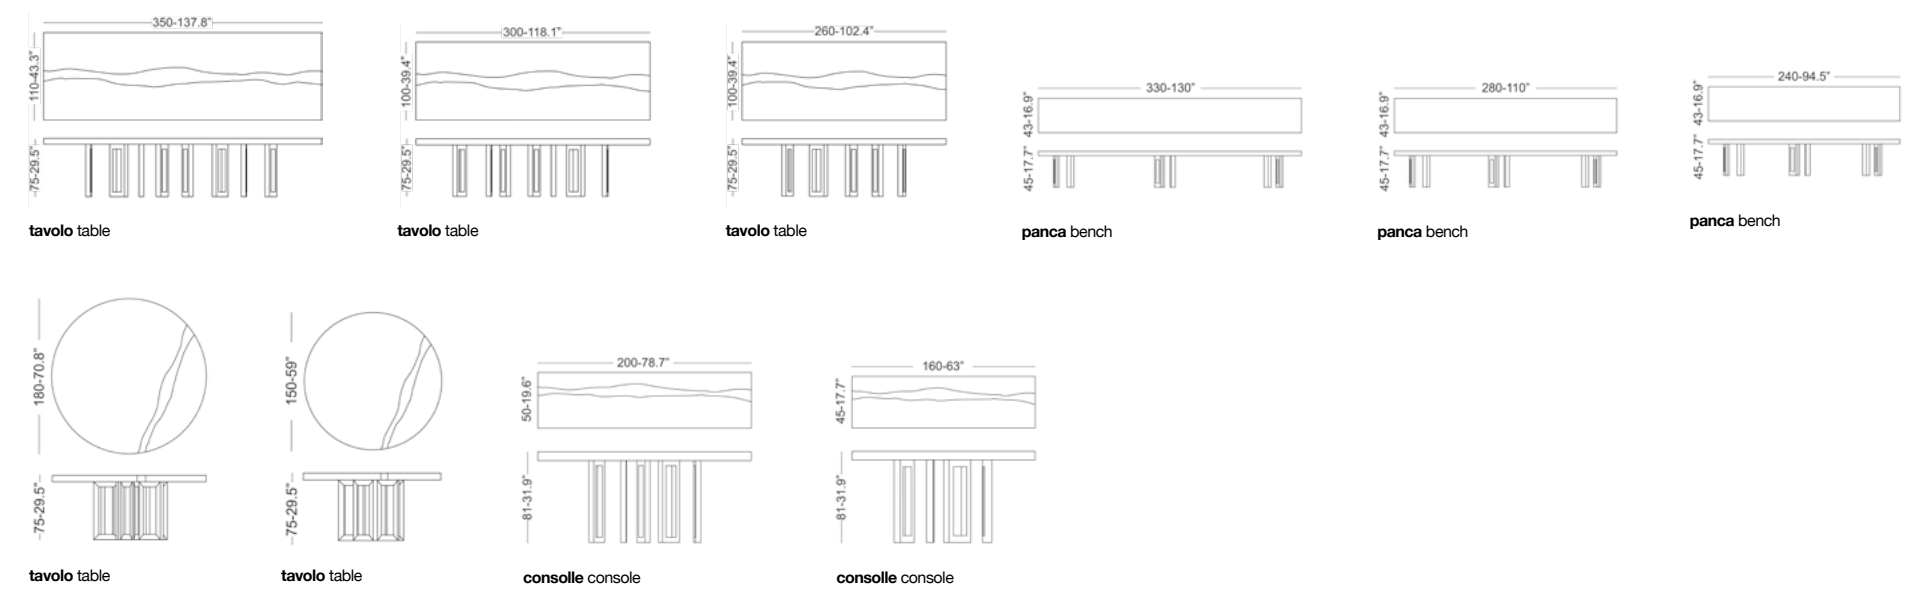 350-137.8"
110-43.3"
75-29.5"
tavolo table
300-118.1"
100-39.4"
75-29.5"
tavolo table
260-102.4"
100-39.4"
75-29.5"
tavolo table
330-130"
43-16.9"
45-17.7"
panca bench
280-110"
43-16.9"
45-17.7"
panca bench
240-94.5"
43-16.9"
45-17.7"
panca bench
180-70.8"
75-29.5"
tavolo table
150-59"
75-29.5"
tavolo table
200-78.7"
50-19.6"
81-31.9"
consolle console
160-63"
45-17.7"
81-31.9"
consolle console